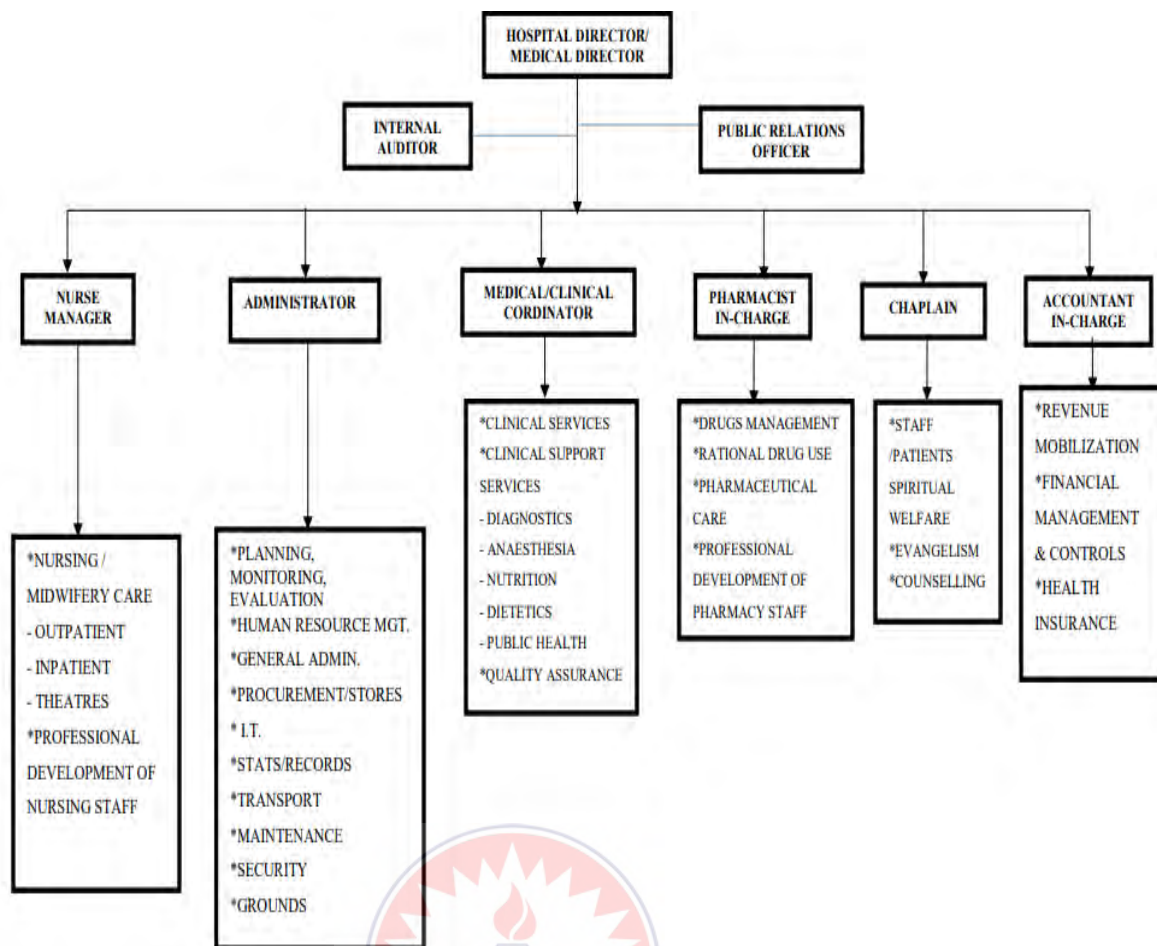 HOSPITAL DIRECTOR/
MEDICAL DIRECTOR
INTERNAL
AUDITOR
PUBLIC RELATIONS
OFFICER
NURSE
MANAGER
ADMINISTRATOR
MEDICAL/CLINICAL
CORDINATOR
PHARMACIST
IN-CHARGE
CHAPLAIN
ACCOUNTANT
IN-CHARGE
*NURSING /
MIDWIFERY CARE
- OUTPATIENT
- INPATIENT
- THEATRES
*PROFESSIONAL
DEVELOPMENT OF
NURSING STAFF
*PLANNING,
MONITORING,
EVALUATION
*HUMAN RESOURCE MGT.
*GENERAL ADMIN.
*PROCUREMENT/STORES
* I.T.
*STATS/RECORDS
*TRANSPORT
*MAINTENANCE
*SECURITY
*GROUNDS
*CLINICAL SERVICES
*CLINICAL SUPPORT
SERVICES
- DIAGNOSTICS
- ANAESTHESIA
- NUTRITION
- DIETETICS
- PUBLIC HEALTH
*QUALITY ASSURANCE
*DRUGS MANAGEMENT
*RATIONAL DRUG USE
*PHARMACEUTICAL
CARE
*PROFESSIONAL
DEVELOPMENT OF
PHARMACY STAFF
*STAFF
/PATIENTS
SPIRITUAL
WELFARE
*EVANGELISM
*COUNSELLING
*REVENUE
MOBILIZATION
*FINANCIAL
MANAGEMENT
& CONTROLS
*HEALTH
INSURANCE